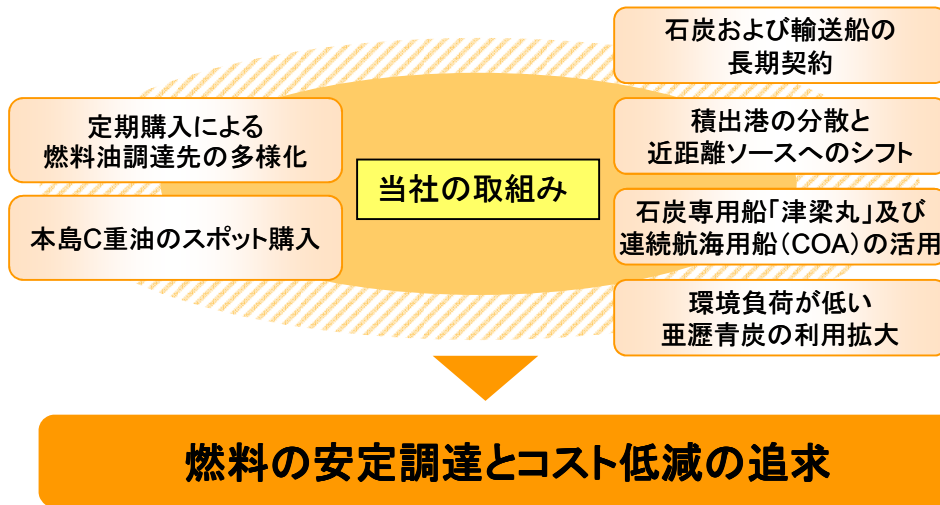 定期購入による
燃料油調達先の多様化
本島C重油のスポット購入
当社の取組み
石炭および輸送船の
長期契約
積出港の分散と
近距離ソースへのシフト
石炭専用船「津梁丸」及び
連続航海用船(COA)の活用
環境負荷が低い
亜瀝青炭の利用拡大
燃料の安定調達とコスト低減の追求